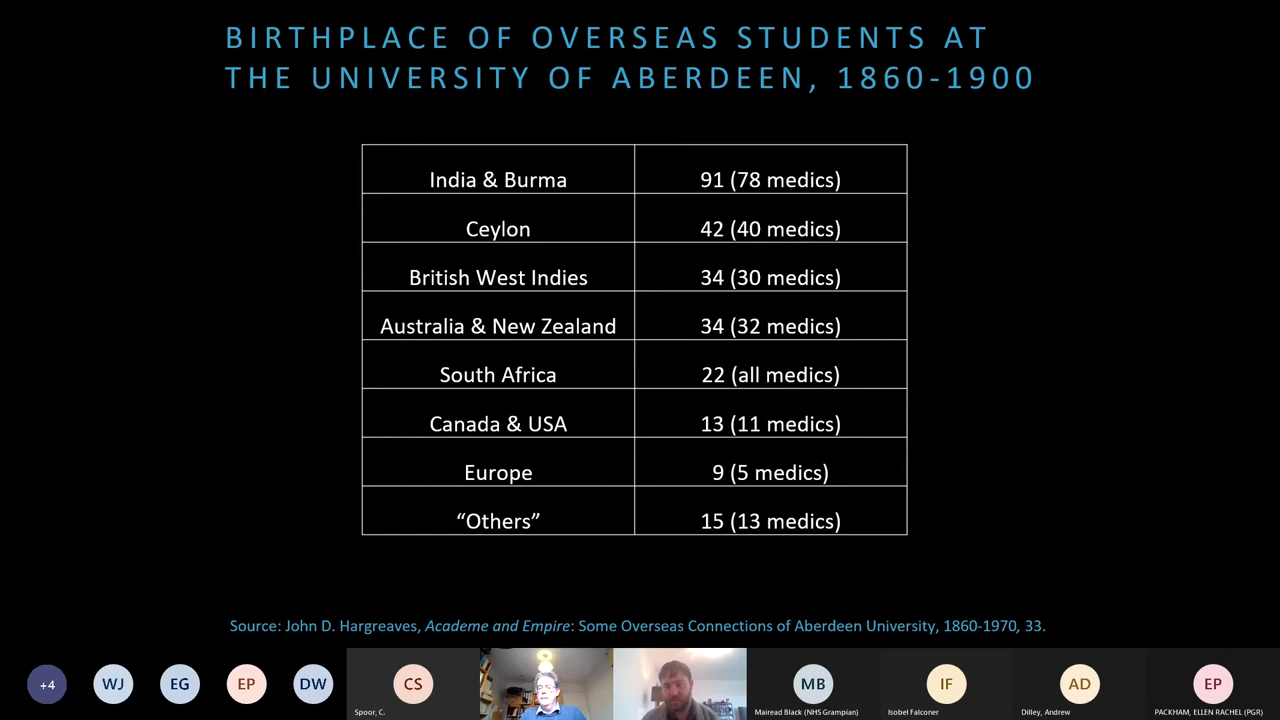 BIRTHPLACE OF OVERSEAS STUDENTS AT
THE UNIVERSITY OF ABERDEEN, 1860-1900
India & Burma 91 (78 medics)
Ceylon 42 (40 medics)
British West Indies 34 (30 medics)
Australia & New Zealand 34 (32 medics)
South Africa 22 (all medics)
Canada & USA 13 (11 medics)
Europe 9 (5 medics)
“Others” 15 (13 medics)
Source: John D. Hargreaves, Academe and Empire: Some Overseas Connections of Aberdeen University, 1860-1970, 33.
+4 WJ EG EP DW CS MB IF AD EP
Spoor, C. Mairead Black (NHS Grampian) Isobel Falconer Dilley, Andrew PACKHAM, ELLEN RACHEL (PGR)